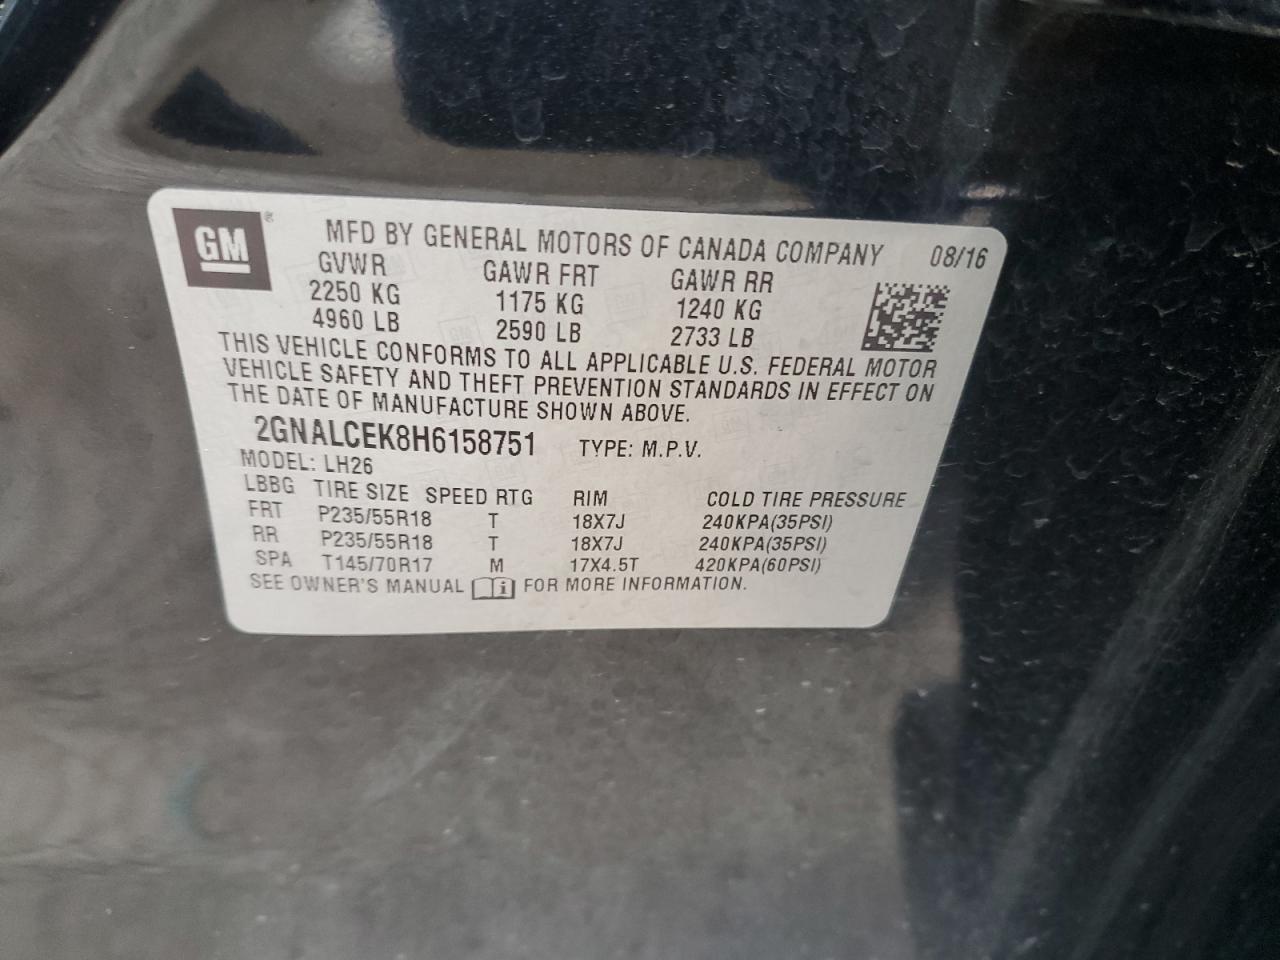 GM ®
MFD BY GENERAL MOTORS OF CANADA COMPANY 08/16
GVWR GAWR FRT GAWR RR
2250 KG 1175 KG 1240 KG
4960 LB 2590 LB 2733 LB
THIS VEHICLE CONFORMS TO ALL APPLICABLE U.S. FEDERAL MOTOR
VEHICLE SAFETY AND THEFT PREVENTION STANDARDS IN EFFECT ON
THE DATE OF MANUFACTURE SHOWN ABOVE.
2GNALCEK8H6158751 TYPE: M.P.V.
MODEL: LH26
LBBG TIRE SIZE SPEED RTG RIM COLD TIRE PRESSURE
FRT P235/55R18 T 18X7J 240KPA(35PSI)
RR P235/55R18 T 18X7J 240KPA(35PSI)
SPA T145/70R17 M 17X4.5T 420KPA(60PSI)
SEE OWNER'S MANUAL i FOR MORE INFORMATION.